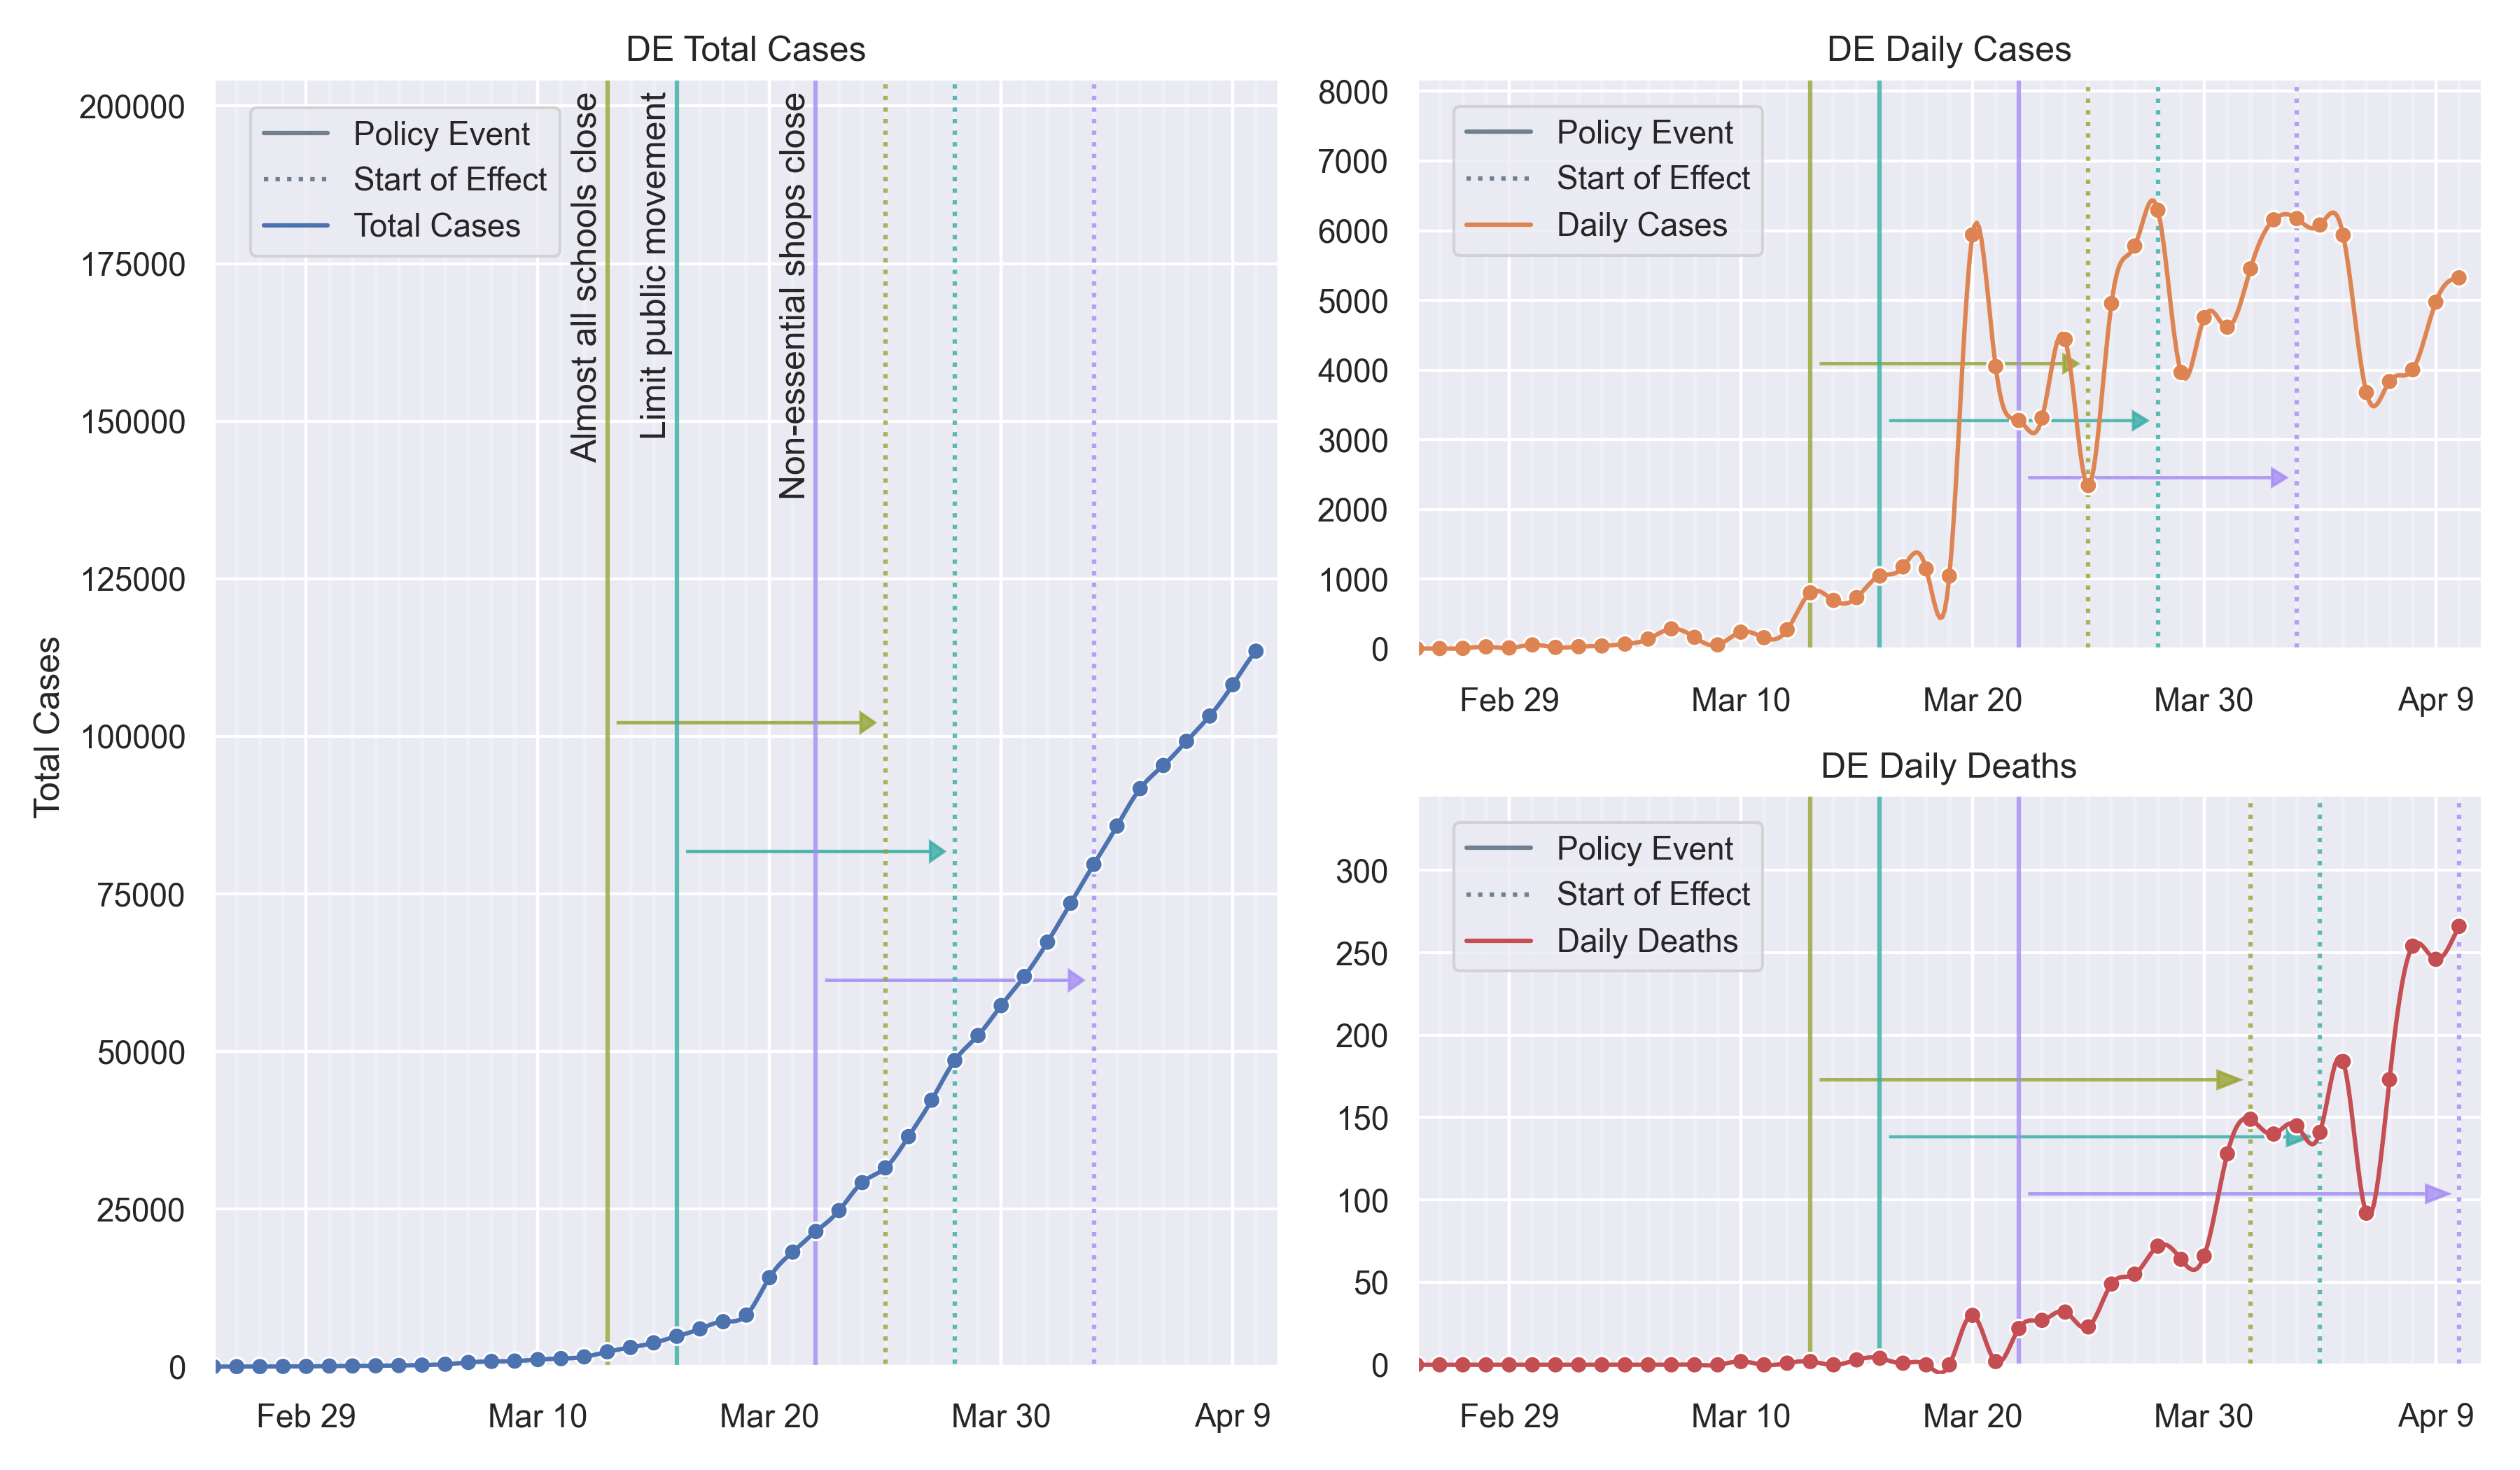 DE Total Cases
200000
175000
150000
125000
100000
75000
50000
25000
0
Total Cases
Policy Event
Start of Effect
Total Cases
Almost all schools close
Limit public movement
Non-essential shops close
Feb 29
Mar 10
Mar 20
Mar 30
Apr 9
DE Daily Cases
8000
7000
6000
5000
4000
3000
2000
1000
0
Policy Event
Start of Effect
Daily Cases
Feb 29
Mar 10
Mar 20
Mar 30
Apr 9
DE Daily Deaths
300
250
200
150
100
50
0
Policy Event
Start of Effect
Daily Deaths
Feb 29
Mar 10
Mar 20
Mar 30
Apr 9